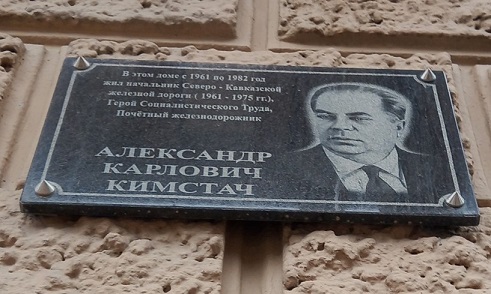 В этом доме с 1961 по 1982 год
жил начальник Северо - Кавказской
железной дороги ( 1961 - 1975 гг.),
Герой Социалистического Труда,
Почётный железнодорожник
АЛЕКСАНДР
КАРЛОВИЧ
КИМСТАЧ